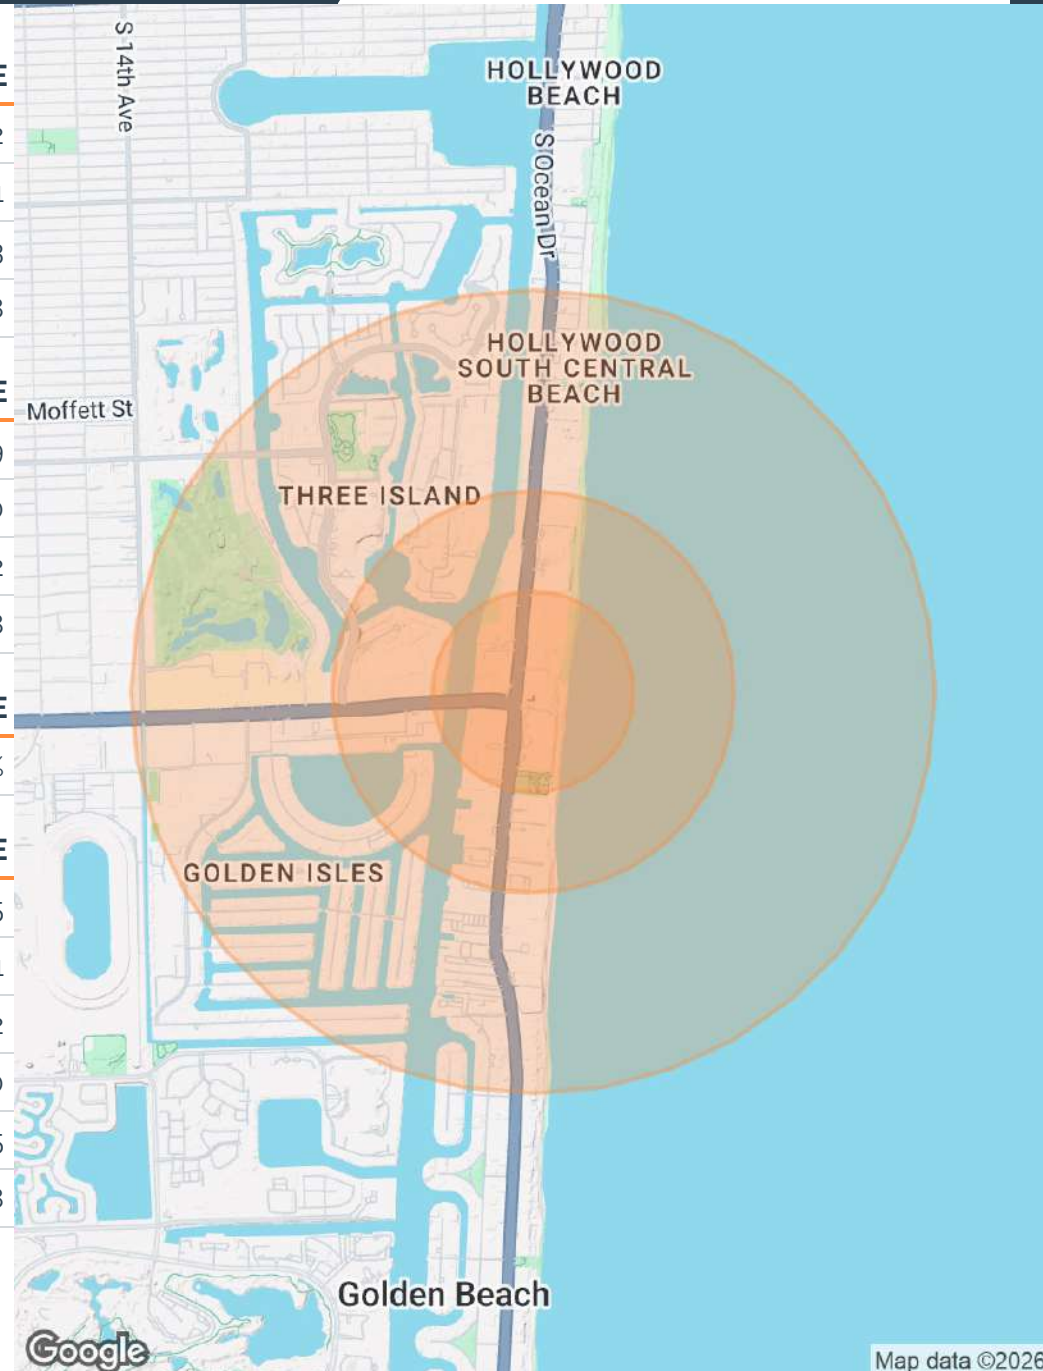 S 14th Ave
HOLLYWOOD
BEACH
S Ocean Dr
HOLLYWOOD
SOUTH CENTRAL
BEACH
Moffett St
THREE ISLAND
GOLDEN ISLES
Golden Beach
Google
Map data ©2026